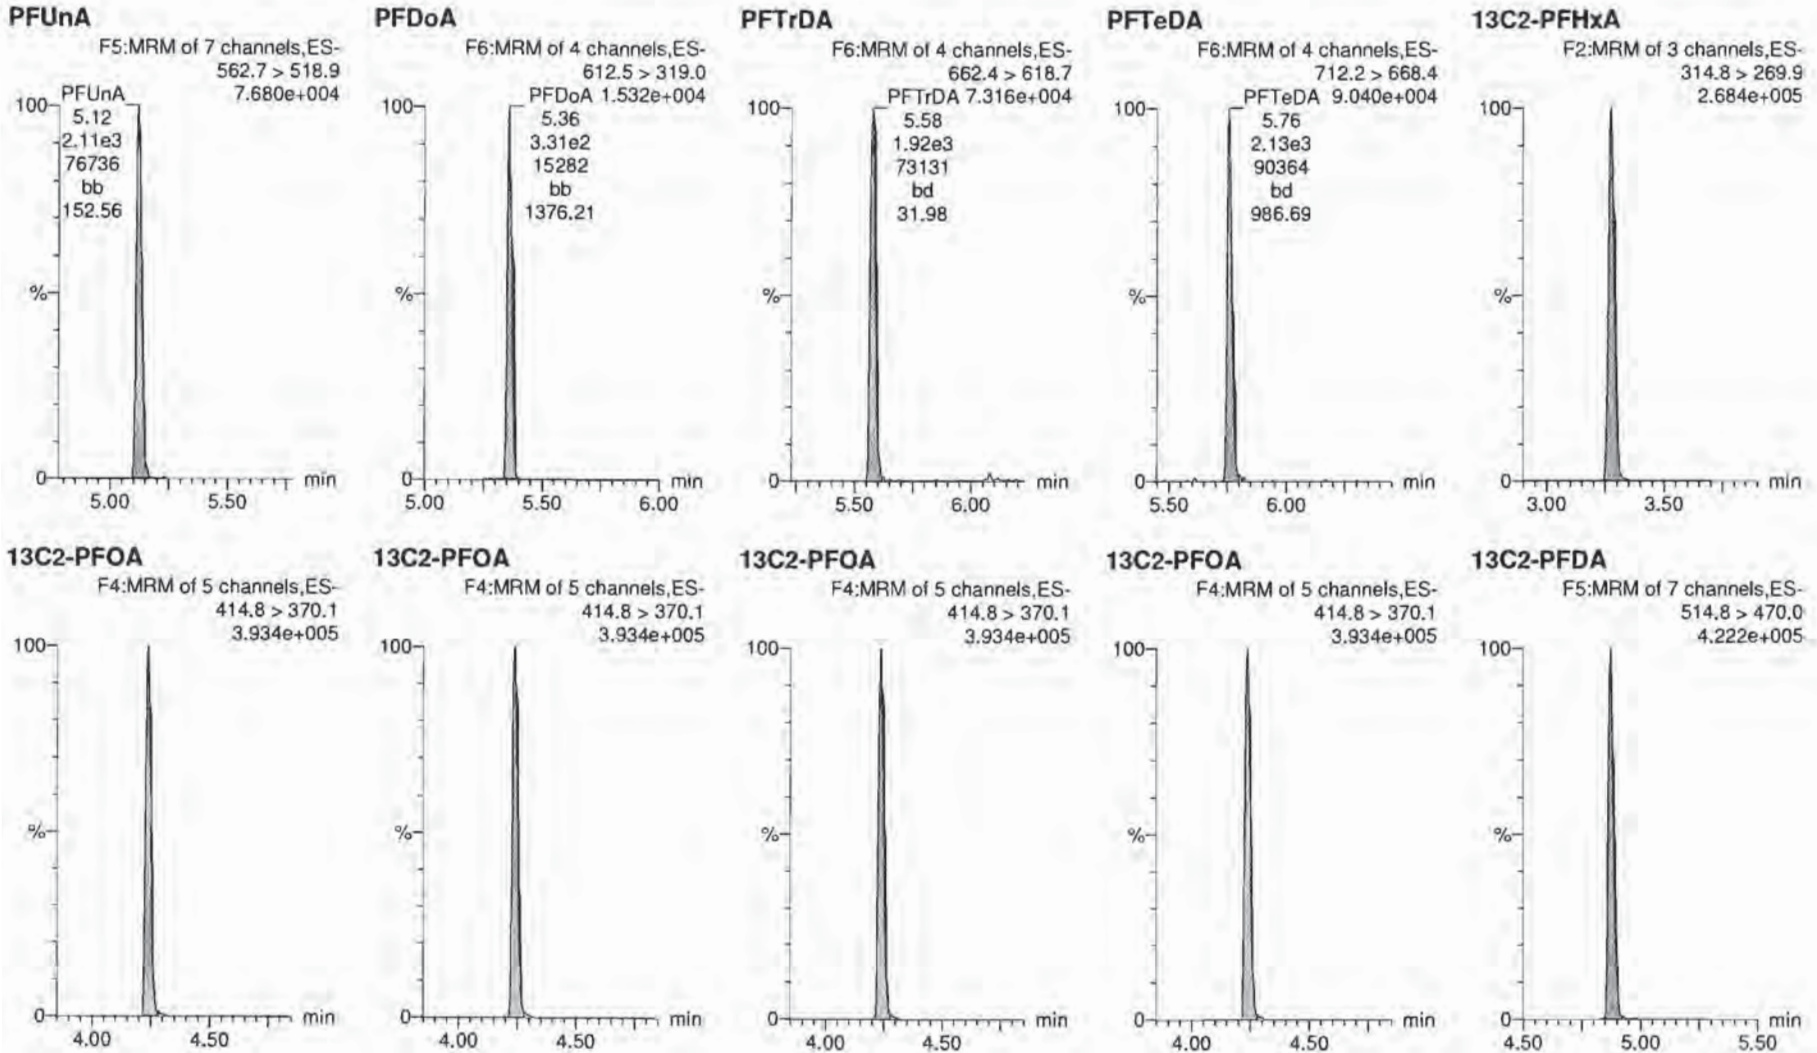 PFUnA
F5:MRM of 7 channels,ES-
562.7 > 518.9
7.680e+004
PFUnA
5.12
2.11e3
76736
bb
152.56
100
%
0
5.00
5.50
min
PFDoA
F6:MRM of 4 channels,ES-
612.5 > 319.0
PFDoA 1.532e+004
5.36
3.31e2
15282
bb
1376.21
100
%
0
5.00
5.50
6.00
min
PFTrDA
F6:MRM of 4 channels,ES-
662.4 > 618.7
PFTrDA 7.316e+004
5.58
1.92e3
73131
bd
31.98
100
%
0
5.50
6.00
min
PFTeDA
F6:MRM of 4 channels,ES-
712.2 > 668.4
PFTeDA 9.040e+004
5.76
2.13e3
90364
bd
986.69
100
%
0
5.50
6.00
min
13C2-PFHxA
F2:MRM of 3 channels,ES-
314.8 > 269.9
2.684e+005
100
%
0
3.00
3.50
min
13C2-PFOA
F4:MRM of 5 channels,ES-
414.8 > 370.1
3.934e+005
100
%
0
4.00
4.50
min
13C2-PFOA
F4:MRM of 5 channels,ES-
414.8 > 370.1
3.934e+005
100
%
0
4.00
4.50
min
13C2-PFOA
F4:MRM of 5 channels,ES-
414.8 > 370.1
3.934e+005
100
%
0
4.00
4.50
min
13C2-PFOA
F4:MRM of 5 channels,ES-
414.8 > 370.1
3.934e+005
100
%
0
4.00
4.50
min
13C2-PFDA
F5:MRM of 7 channels,ES-
514.8 > 470.0
4.222e+005
100
%
0
4.50
5.00
5.50
min